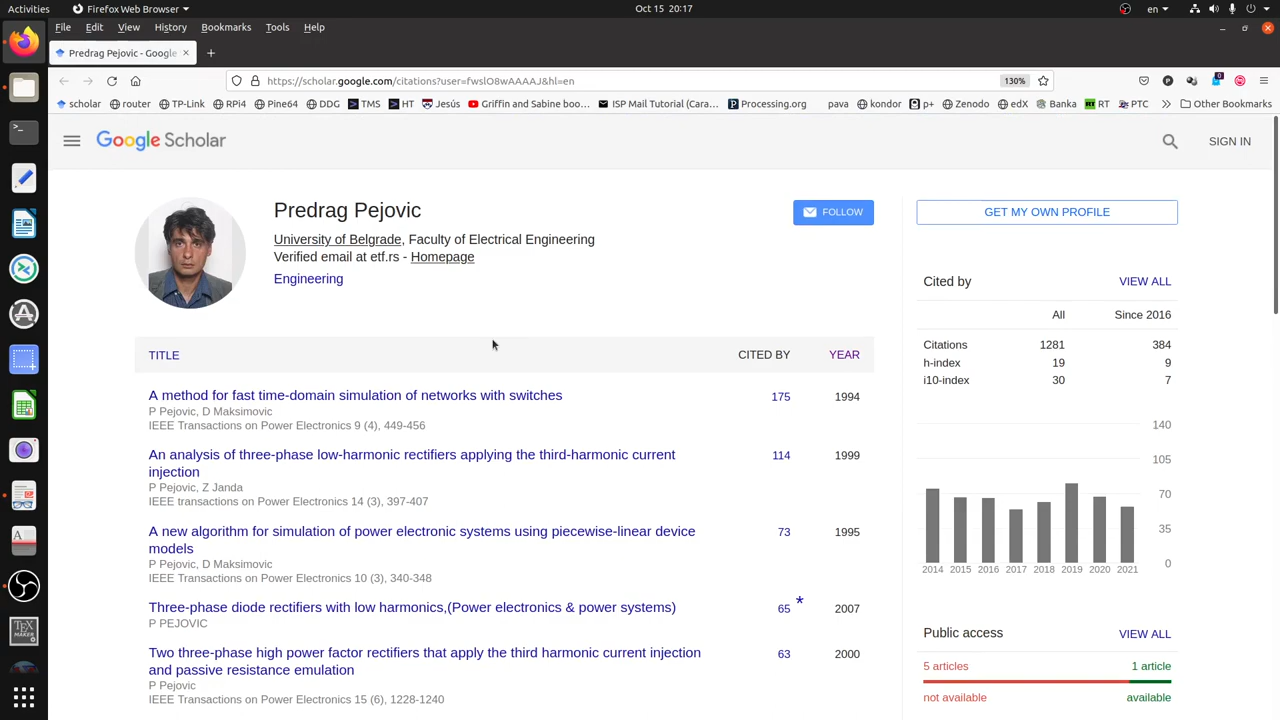 Activities
Firefox Web Browser
Oct 15 20:17
en
File Edit View History Bookmarks Tools Help
Predrag Pejovic - Google
https://scholar.google.com/citations?user=fwslO8wAAAAJ&hl=en
130%
scholar router TP-Link RPi4 Pine64 DDG TMS HT Jesús Griffin and Sabine boo… ISP Mail Tutorial (Cara… Processing.org pava kondor p+ Zenodo edX Banka RT PTC Other Bookmarks
Google Scholar
SIGN IN
Predrag Pejovic
FOLLOW
University of Belgrade, Faculty of Electrical Engineering
Verified email at etf.rs - Homepage
Engineering
TITLE CITED BY YEAR
A method for fast time-domain simulation of networks with switches 175 1994
P Pejovic, D Maksimovic
IEEE Transactions on Power Electronics 9 (4), 449-456
An analysis of three-phase low-harmonic rectifiers applying the third-harmonic current 114 1999
injection
P Pejovic, Z Janda
IEEE transactions on Power Electronics 14 (3), 397-407
A new algorithm for simulation of power electronic systems using piecewise-linear device 73 1995
models
P Pejovic, D Maksimovic
IEEE Transactions on Power Electronics 10 (3), 340-348
Three-phase diode rectifiers with low harmonics,(Power electronics & power systems) 65 * 2007
P PEJOVIC
Two three-phase high power factor rectifiers that apply the third harmonic current injection 63 2000
and passive resistance emulation
P Pejovic
IEEE Transactions on Power Electronics 15 (6), 1228-1240
GET MY OWN PROFILE
Cited by VIEW ALL
All Since 2016
Citations 1281 384
h-index 19 9
i10-index 30 7
140
105
70
35
0
2014 2015 2016 2017 2018 2019 2020 2021
Public access VIEW ALL
5 articles 1 article
not available available